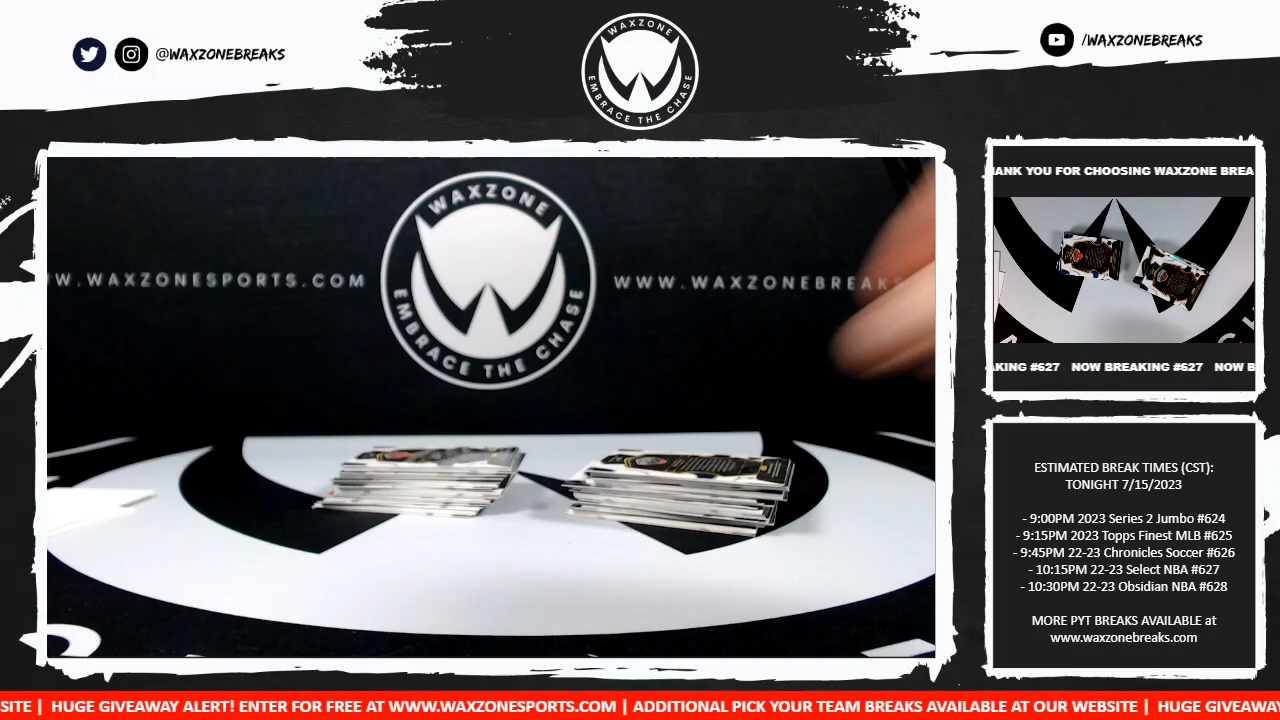 @WAXZONEBREAKS
WAXZONE
EMBRACE THE CHASE
/WAXZONEBREAKS
WAXZONE
W.WAXZONESPORTS.COM
WWW.WAXZONEBREAKS
EMBRACE THE CHASE
ANK YOU FOR CHOOSING WAXZONE BREA
KING #627 NOW BREAKING #627 NOW B
ESTIMATED BREAK TIMES (CST):
TONIGHT 7/15/2023
- 9:00PM 2023 Series 2 Jumbo #624
- 9:15PM 2023 Topps Finest MLB #625
- 9:45PM 22-23 Chronicles Soccer #626
- 10:15PM 22-23 Select NBA #627
- 10:30PM 22-23 Obsidian NBA #628
MORE PYT BREAKS AVAILABLE at
www.waxzonebreaks.com
SITE | HUGE GIVEAWAY ALERT! ENTER FOR FREE AT WWW.WAXZONESPORTS.COM | ADDITIONAL PICK YOUR TEAM BREAKS AVAILABLE AT OUR WEBSITE | HUGE GIVEAWAY